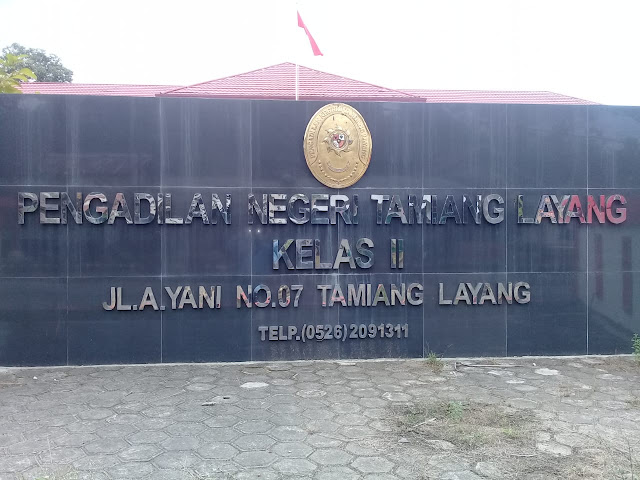 PENGADILAN NEGERI TAMIANG LAYANG
KELAS II
JL.A.YANI NO.07 TAMIANG LAYANG
TELP.(0526)2091311